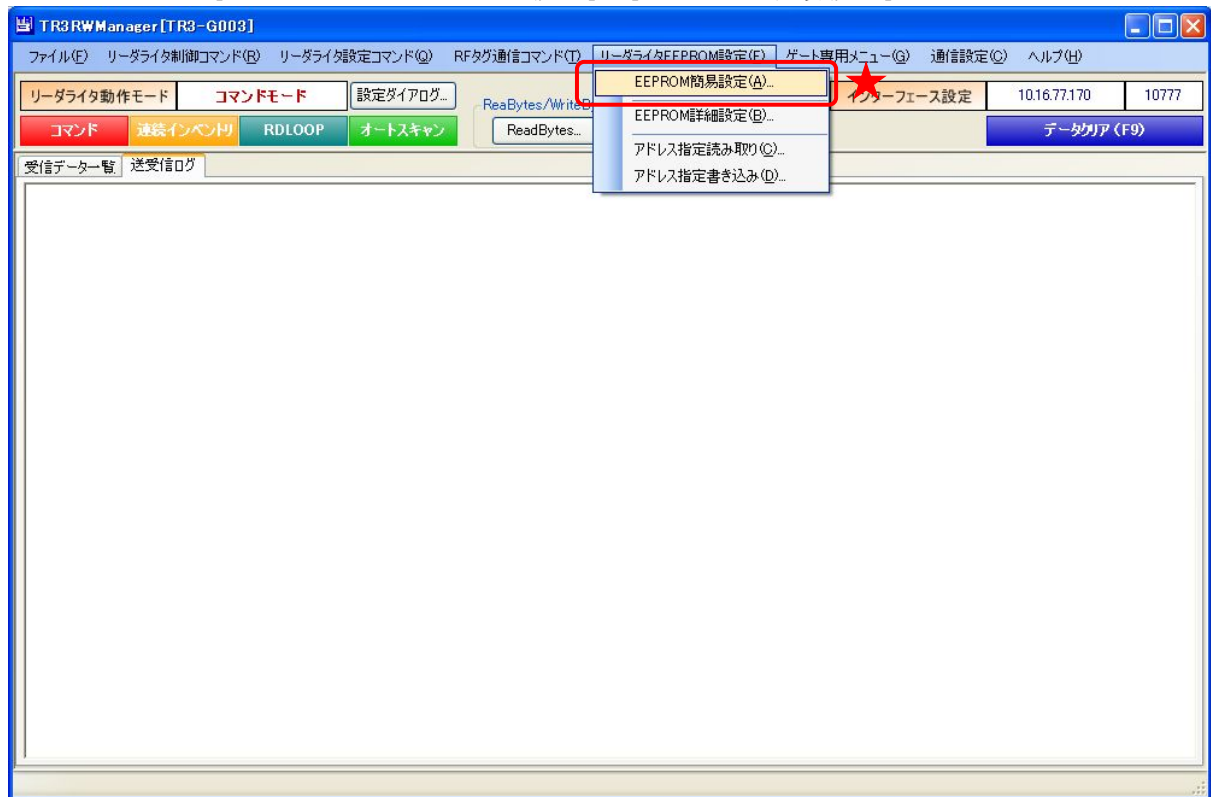 TR3RWManager[TR3-G003]
ファイル(F) リーダライタ制御コマンド(R) リーダライタ設定コマンド(Q) RFタグ通信コマンド(T) リーダライタEEPROM設定(E) ゲート専用メニュー(G) 通信設定(C) ヘルプ(H)
EEPROM簡易設定(A)...
EEPROM詳細設定(B)...
アドレス指定読み取り(C)...
アドレス指定書き込み(D)...
リーダライタ動作モード コマンドモード 設定ダイアログ... ReaBytes/WriteB インターフェース設定 10.16.77.170 10777
コマンド 連続インベントリ RDLOOP オートスキャン ReadBytes... データクリア(F9)
受信データ一覧 送受信ログ